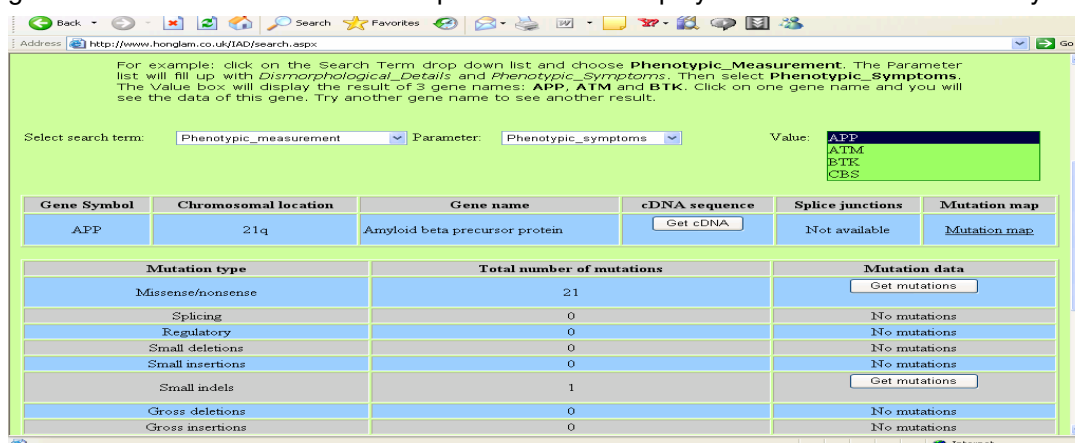 Back Search Favorites
Address http://www.honglam.co.uk/IAD/search.aspx Go
For example: click on the Search Term drop down list and choose Phenotypic_Measurement. The Parameter
list will fill up with Dismorphological_Details and Phenotypic_Symptoms. Then select Phenotypic_Symptoms.
The Value box will display the result of 3 gene names: APP, ATM and BTK. Click on one gene name and you will
see the data of this gene. Try another gene name to see another result.
Select search term: Phenotypic_measurement Parameter: Phenotypic_symptoms Value: APP
ATM
BTK
CBS
Gene Symbol Chromosomal location Gene name cDNA sequence Splice junctions Mutation map
APP 21q Amyloid beta precursor protein Get cDNA Not available Mutation map
Mutation type Total number of mutations Mutation data
Missense/nonsense 21 Get mutations
Splicing 0 No mutations
Regulatory 0 No mutations
Small deletions 0 No mutations
Small insertions 0 No mutations
Small indels 1 Get mutations
Gross deletions 0 No mutations
Gross insertions 0 No mutations